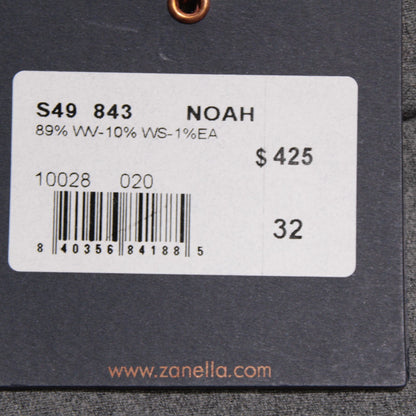 S49 843 NOAH
89% WV-10% WS-1%EA
$ 425
10028 020
32
8 40356 84188 5
www.zanella.com